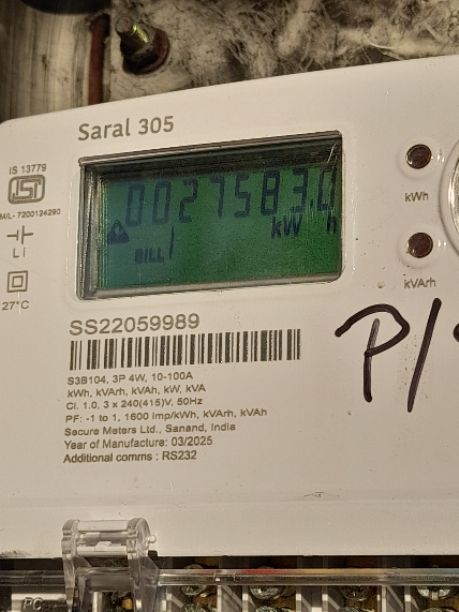 Saral 305
IS 13779
M/L- 7200124290
Li
27°C
0027583.0
kW h
BILL
kWh
kVArh
SS22059989
S3B104, 3P 4W, 10-100A
kWh, kVArh, kVAh, kW, kVA
Cl. 1.0, 3 x 240(415)V, 50Hz
PF: -1 to 1, 1600 Imp/kWh, kVArh, kVAh
Secure Meters Ltd., Sanand, India
Year of Manufacture: 03/2025
Additional comms : RS232
P/
PC